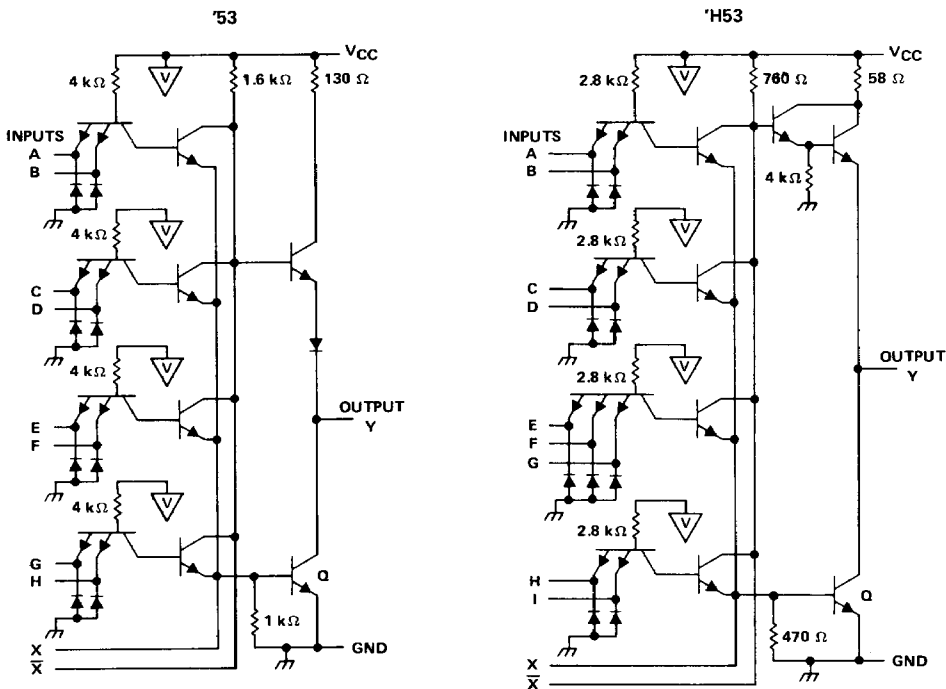 '53
VCC
4 kΩ
V
1.6 kΩ
130 Ω
INPUTS
A
B
4 kΩ
V
C
D
4 kΩ
V
E
F
OUTPUT
Y
4 kΩ
V
G
H
Q
1 kΩ
X
X̅
GND
'H53
VCC
2.8 kΩ
V
760 Ω
58 Ω
INPUTS
A
B
4 kΩ
2.8 kΩ
V
C
D
2.8 kΩ
V
OUTPUT
Y
E
F
G
2.8 kΩ
V
H
I
Q
470 Ω
X
X̅
GND